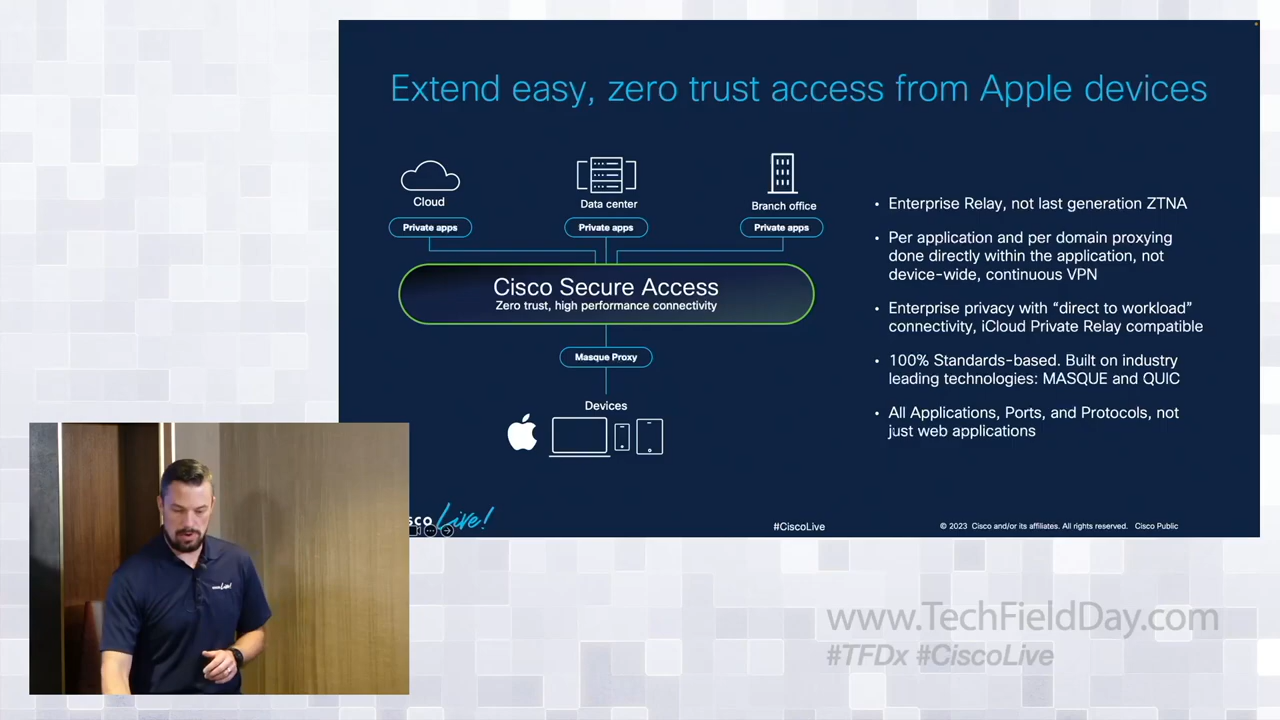 Extend easy, zero trust access from Apple devices
Cloud
Data center
Branch office
Private apps
Private apps
Private apps
Cisco Secure Access
Zero trust, high performance connectivity
Masque Proxy
Devices
• Enterprise Relay, not last generation ZTNA
• Per application and per domain proxying
done directly within the application, not
device-wide, continuous VPN
• Enterprise privacy with “direct to workload”
connectivity, iCloud Private Relay compatible
• 100% Standards-based. Built on industry
leading technologies: MASQUE and QUIC
• All Applications, Ports, and Protocols, not
just web applications
sco Live!
#CiscoLive
© 2023 Cisco and/or its affiliates. All rights reserved. Cisco Public
www.TechFieldDay.com
#TFDx #CiscoLive